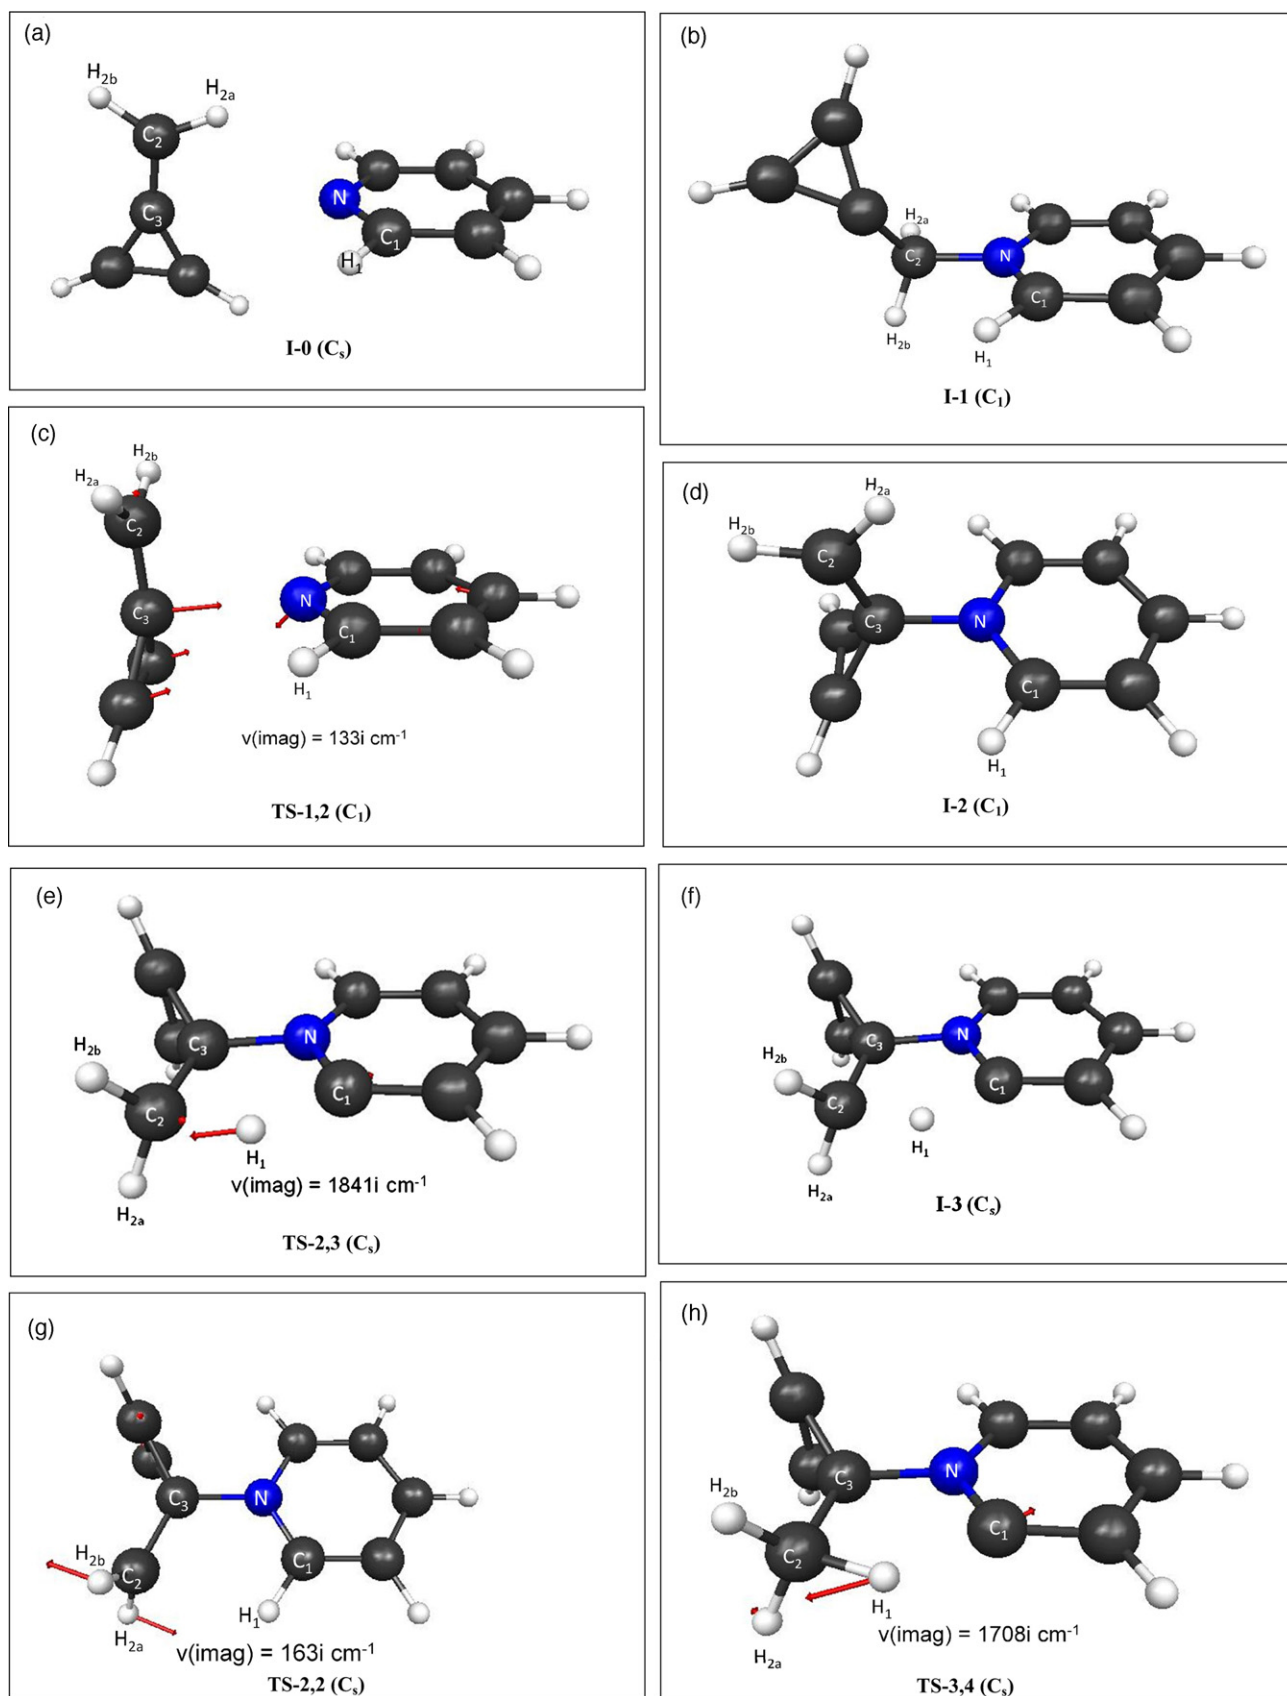 (a)
H2b
H2a
C2
C3
N
C1
H1
I-0 (Cs)
(b)
H2a
C2
N
C1
H2b
H1
I-1 (C1)
(c)
H2b
H2a
C2
C3
N
C1
H1
v(imag) = 133i cm-1
TS-1,2 (C1)
(d)
H2a
H2b
C2
C3
N
C1
H1
I-2 (C1)
(e)
C3
N
H2b
C2
C1
H1
H2a
v(imag) = 1841i cm-1
TS-2,3 (Cs)
(f)
C3
N
H2b
C1
C2
H1
H2a
I-3 (Cs)
(g)
C3
N
H2b
C2
C1
H1
H2a
v(imag) = 163i cm-1
TS-2,2 (Cs)
(h)
C3
N
H2b
C1
C2
H1
H2a
v(imag) = 1708i cm-1
TS-3,4 (Cs)